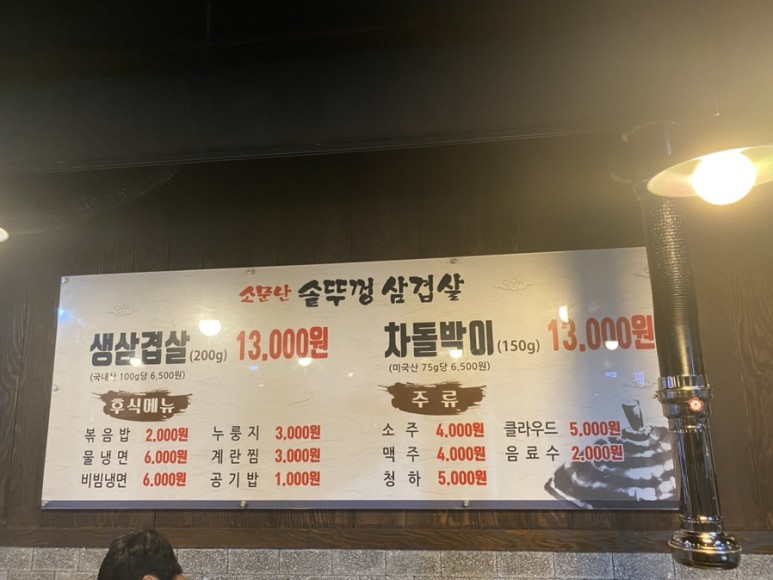 소문난 솥뚜껑 삼겹살
생삼겹살(200g) 13,000원
(국내산 100g당 6,500원)
차돌박이(150g) 13,000원
(미국산 75g당 6,500원)
후식메뉴
볶음밥 2,000원 누룽지 3,000원
물냉면 6,000원 계란찜 3,000원
비빔냉면 6,000원 공기밥 1,000원
주류
소주 4,000원 클라우드 5,000원
맥주 4,000원 음료수 2,000원
청하 5,000원